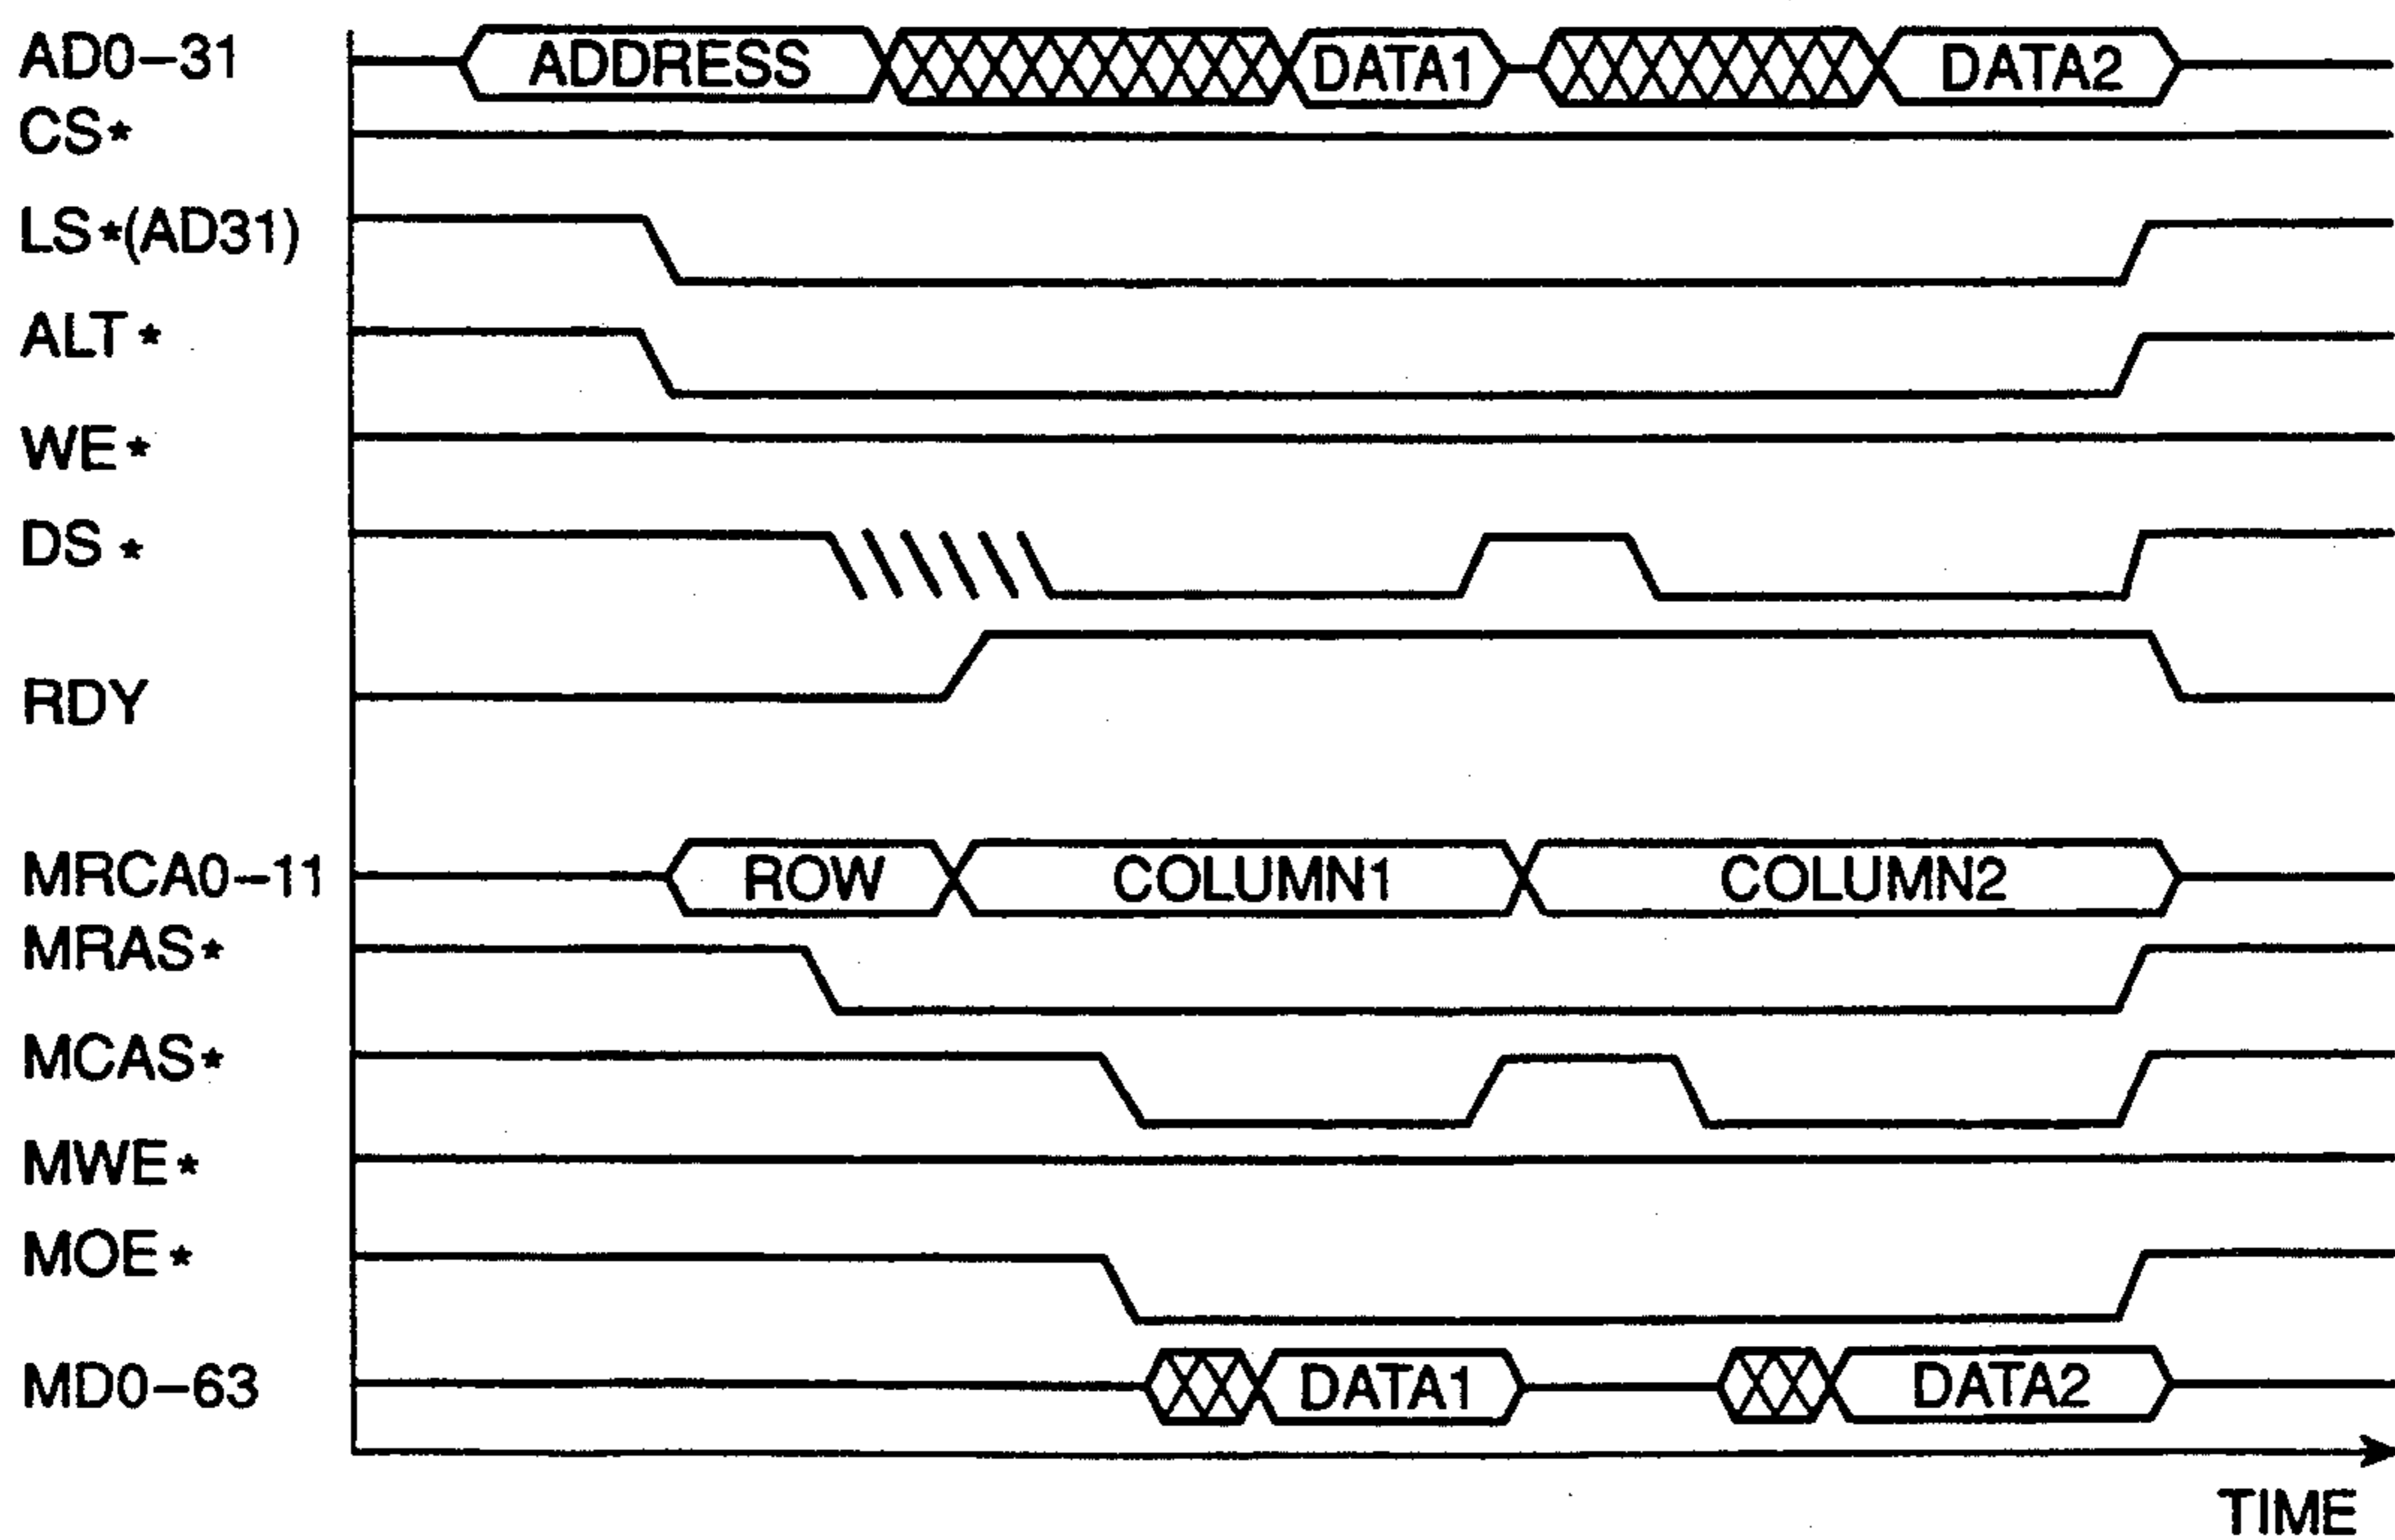 AD0-31 ADDRESS DATA1 DATA2
CS*
LS*(AD31)
ALT*
WE*
DS*
RDY
MRCA0-11 ROW COLUMN1 COLUMN2
MRAS*
MCAS*
MWE*
MOE*
MD0-63 DATA1 DATA2
TIME